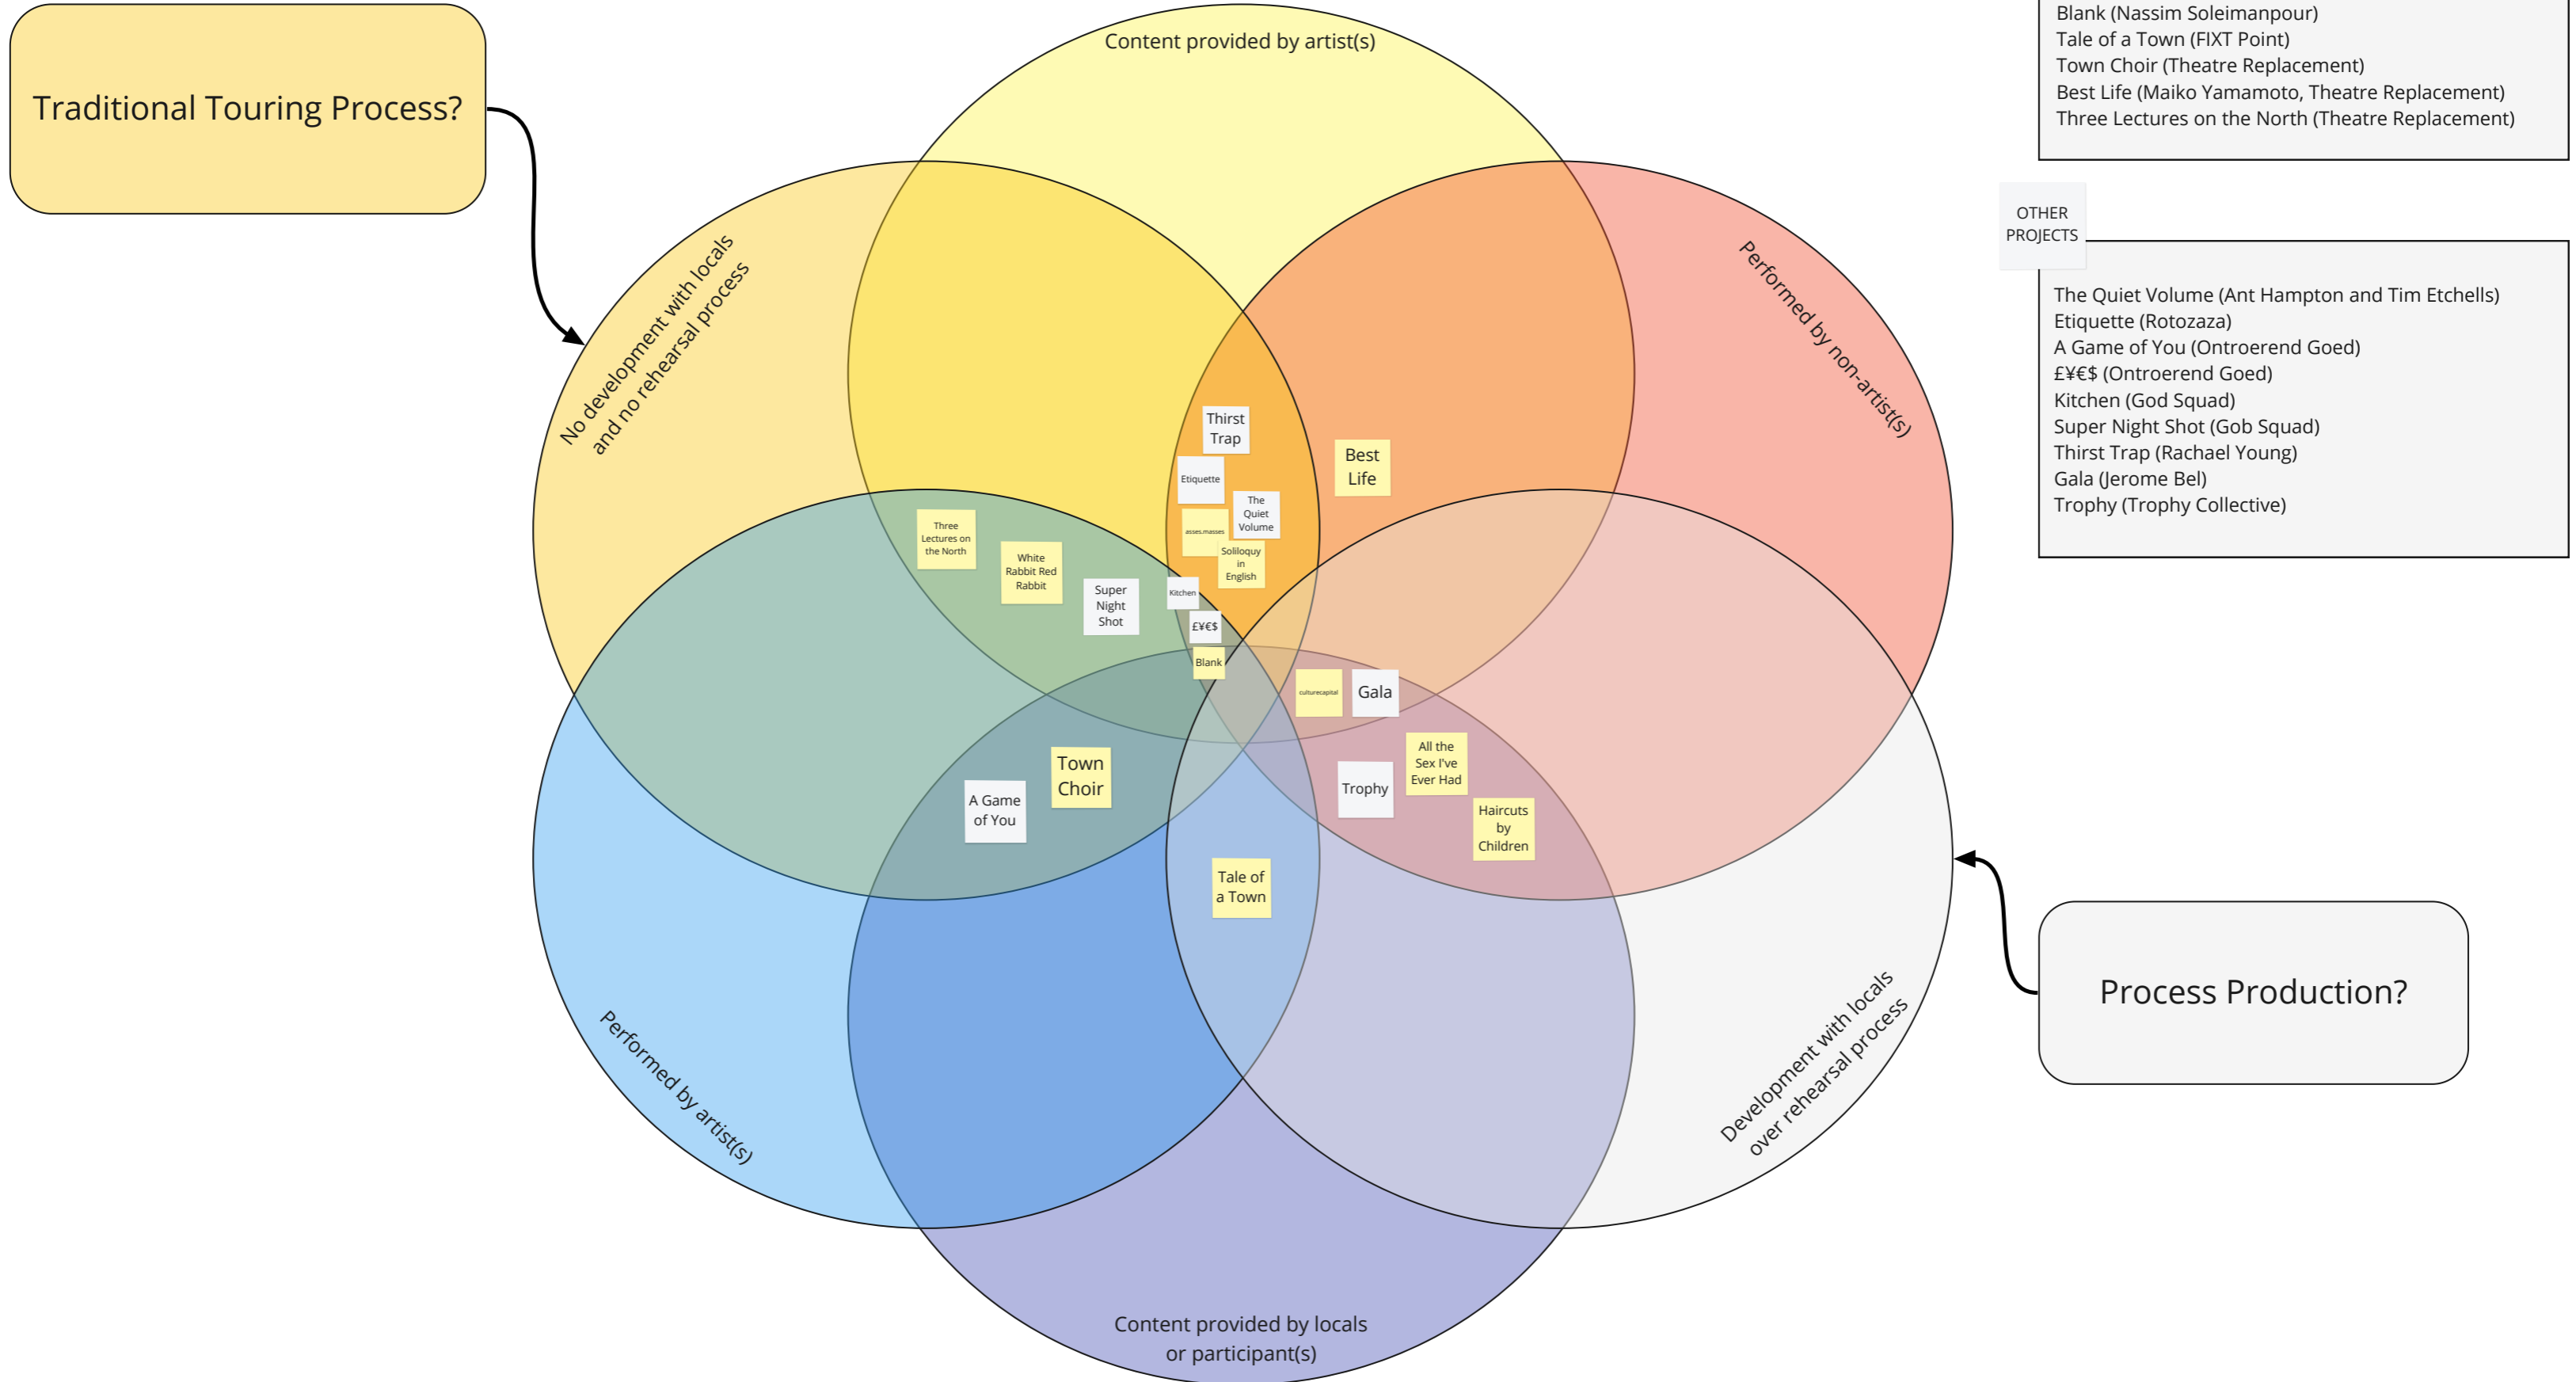 Traditional Touring Process?
Content provided by artist(s)
Blank (Nassim Soleimanpour)
Tale of a Town (FIXT Point)
Town Choir (Theatre Replacement)
Best Life (Maiko Yamamoto, Theatre Replacement)
Three Lectures on the North (Theatre Replacement)
OTHER
PROJECTS
The Quiet Volume (Ant Hampton and Tim Etchells)
Etiquette (Rotozaza)
A Game of You (Ontroerend Goed)
£¥€$ (Ontroerend Goed)
Kitchen (God Squad)
Super Night Shot (Gob Squad)
Thirst Trap (Rachael Young)
Gala (Jerome Bel)
Trophy (Trophy Collective)
No development with locals
and no rehearsal process
Performed by non-artist(s)
Thirst
Trap
Etiquette
The
Quiet
Volume
asses.masses
Soliloquy
in
English
Best
Life
Three
Lectures on
the North
White
Rabbit Red
Rabbit
Super
Night
Shot
Kitchen
£¥€$
Blank
culturecapital
Gala
Town
Choir
A Game
of You
Trophy
All the
Sex I've
Ever Had
Haircuts
by
Children
Tale of
a Town
Performed by artist(s)
Development with locals
over rehearsal process
Process Production?
Content provided by locals
or participant(s)